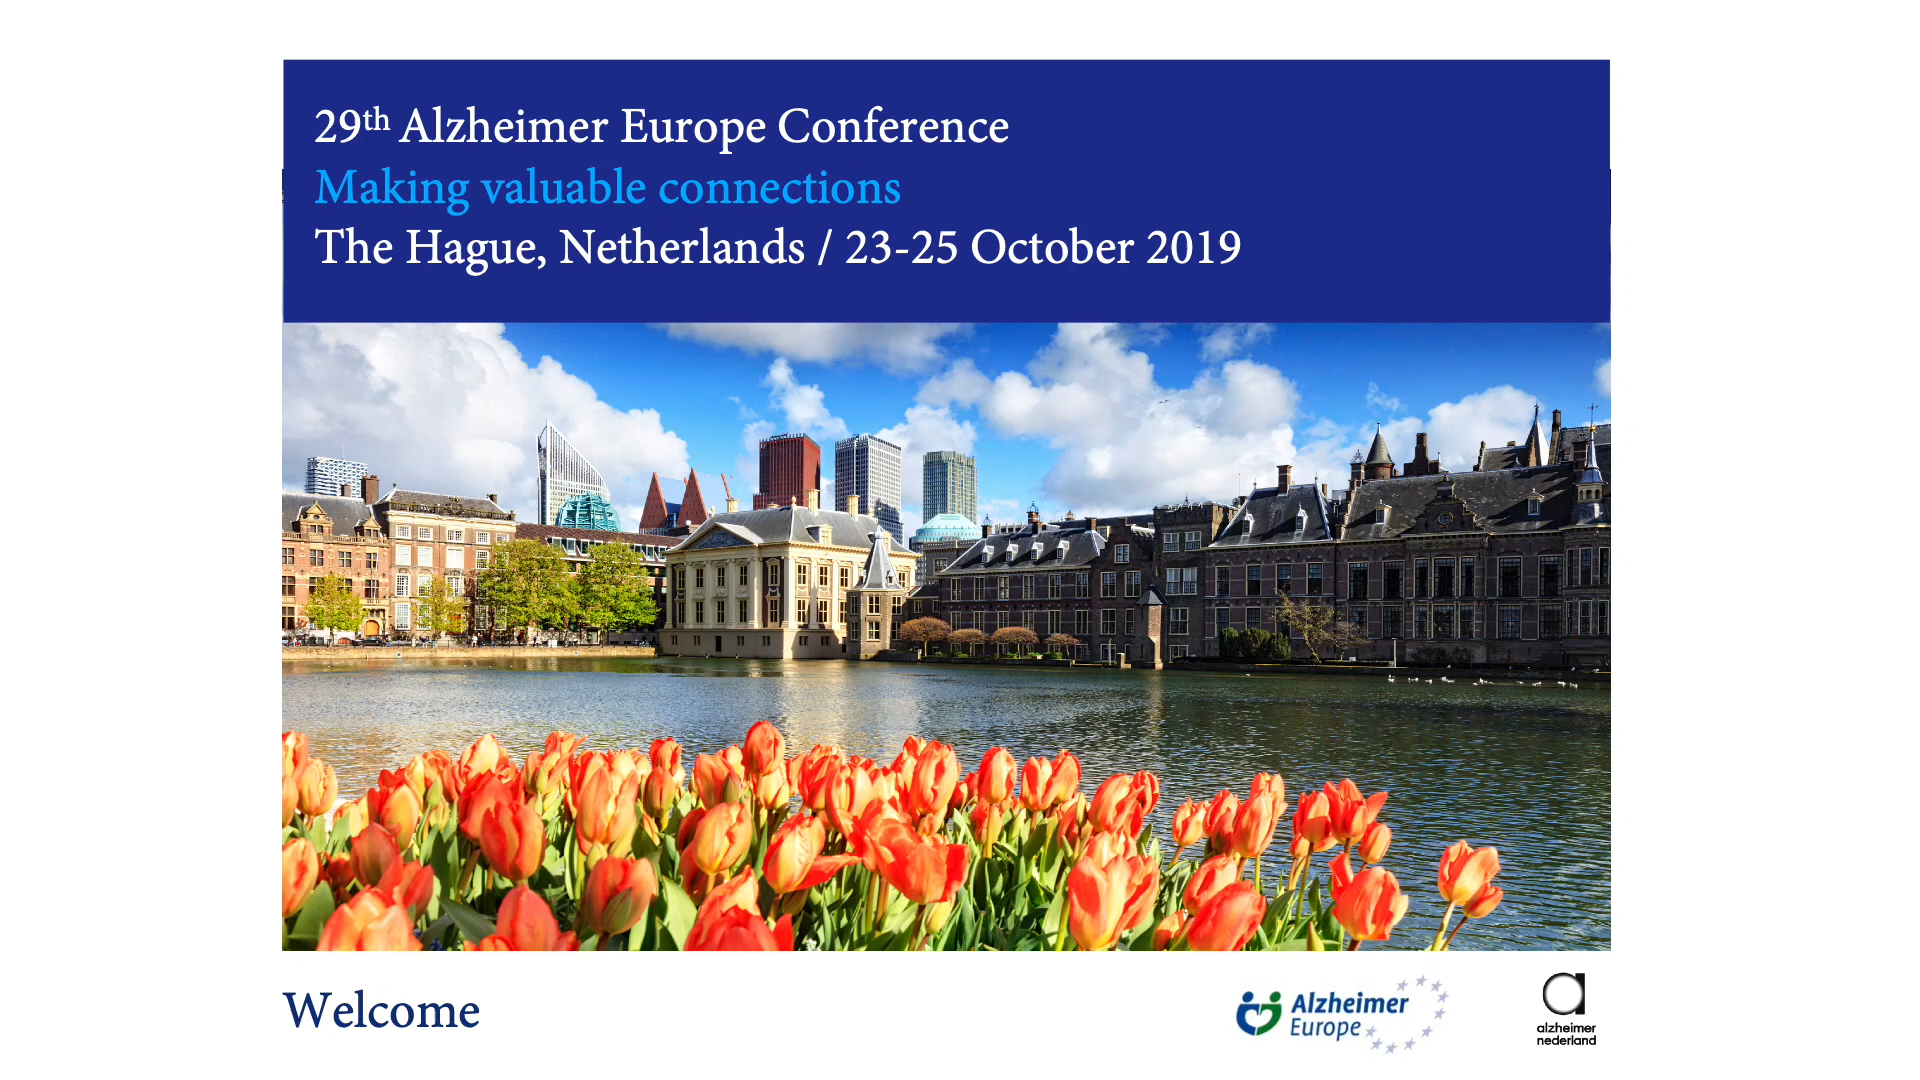 29th Alzheimer Europe Conference
Making valuable connections
The Hague, Netherlands / 23-25 October 2019
Welcome
Alzheimer
Europe
a
alzheimer
nederland